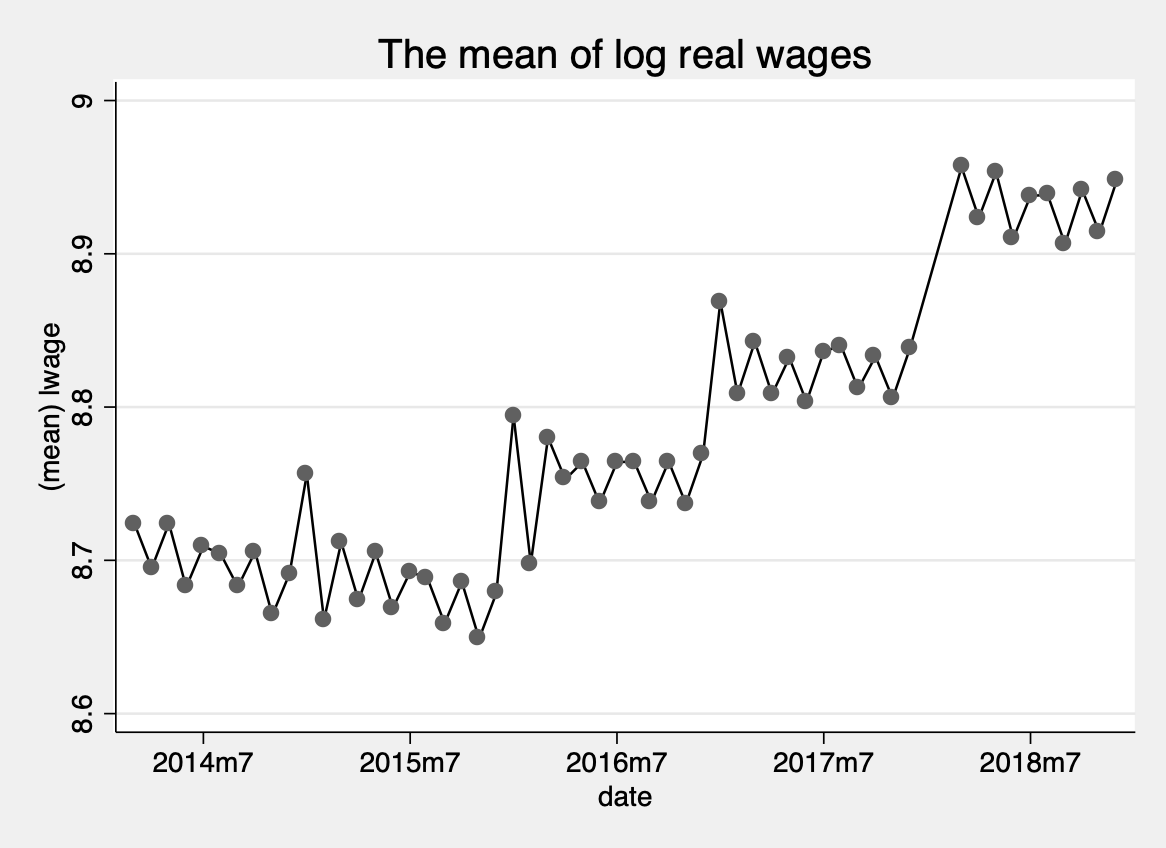 The mean of log real wages
(mean) lwage
9
8.9
8.8
8.7
8.6
2014m7 2015m7 2016m7 2017m7 2018m7
date